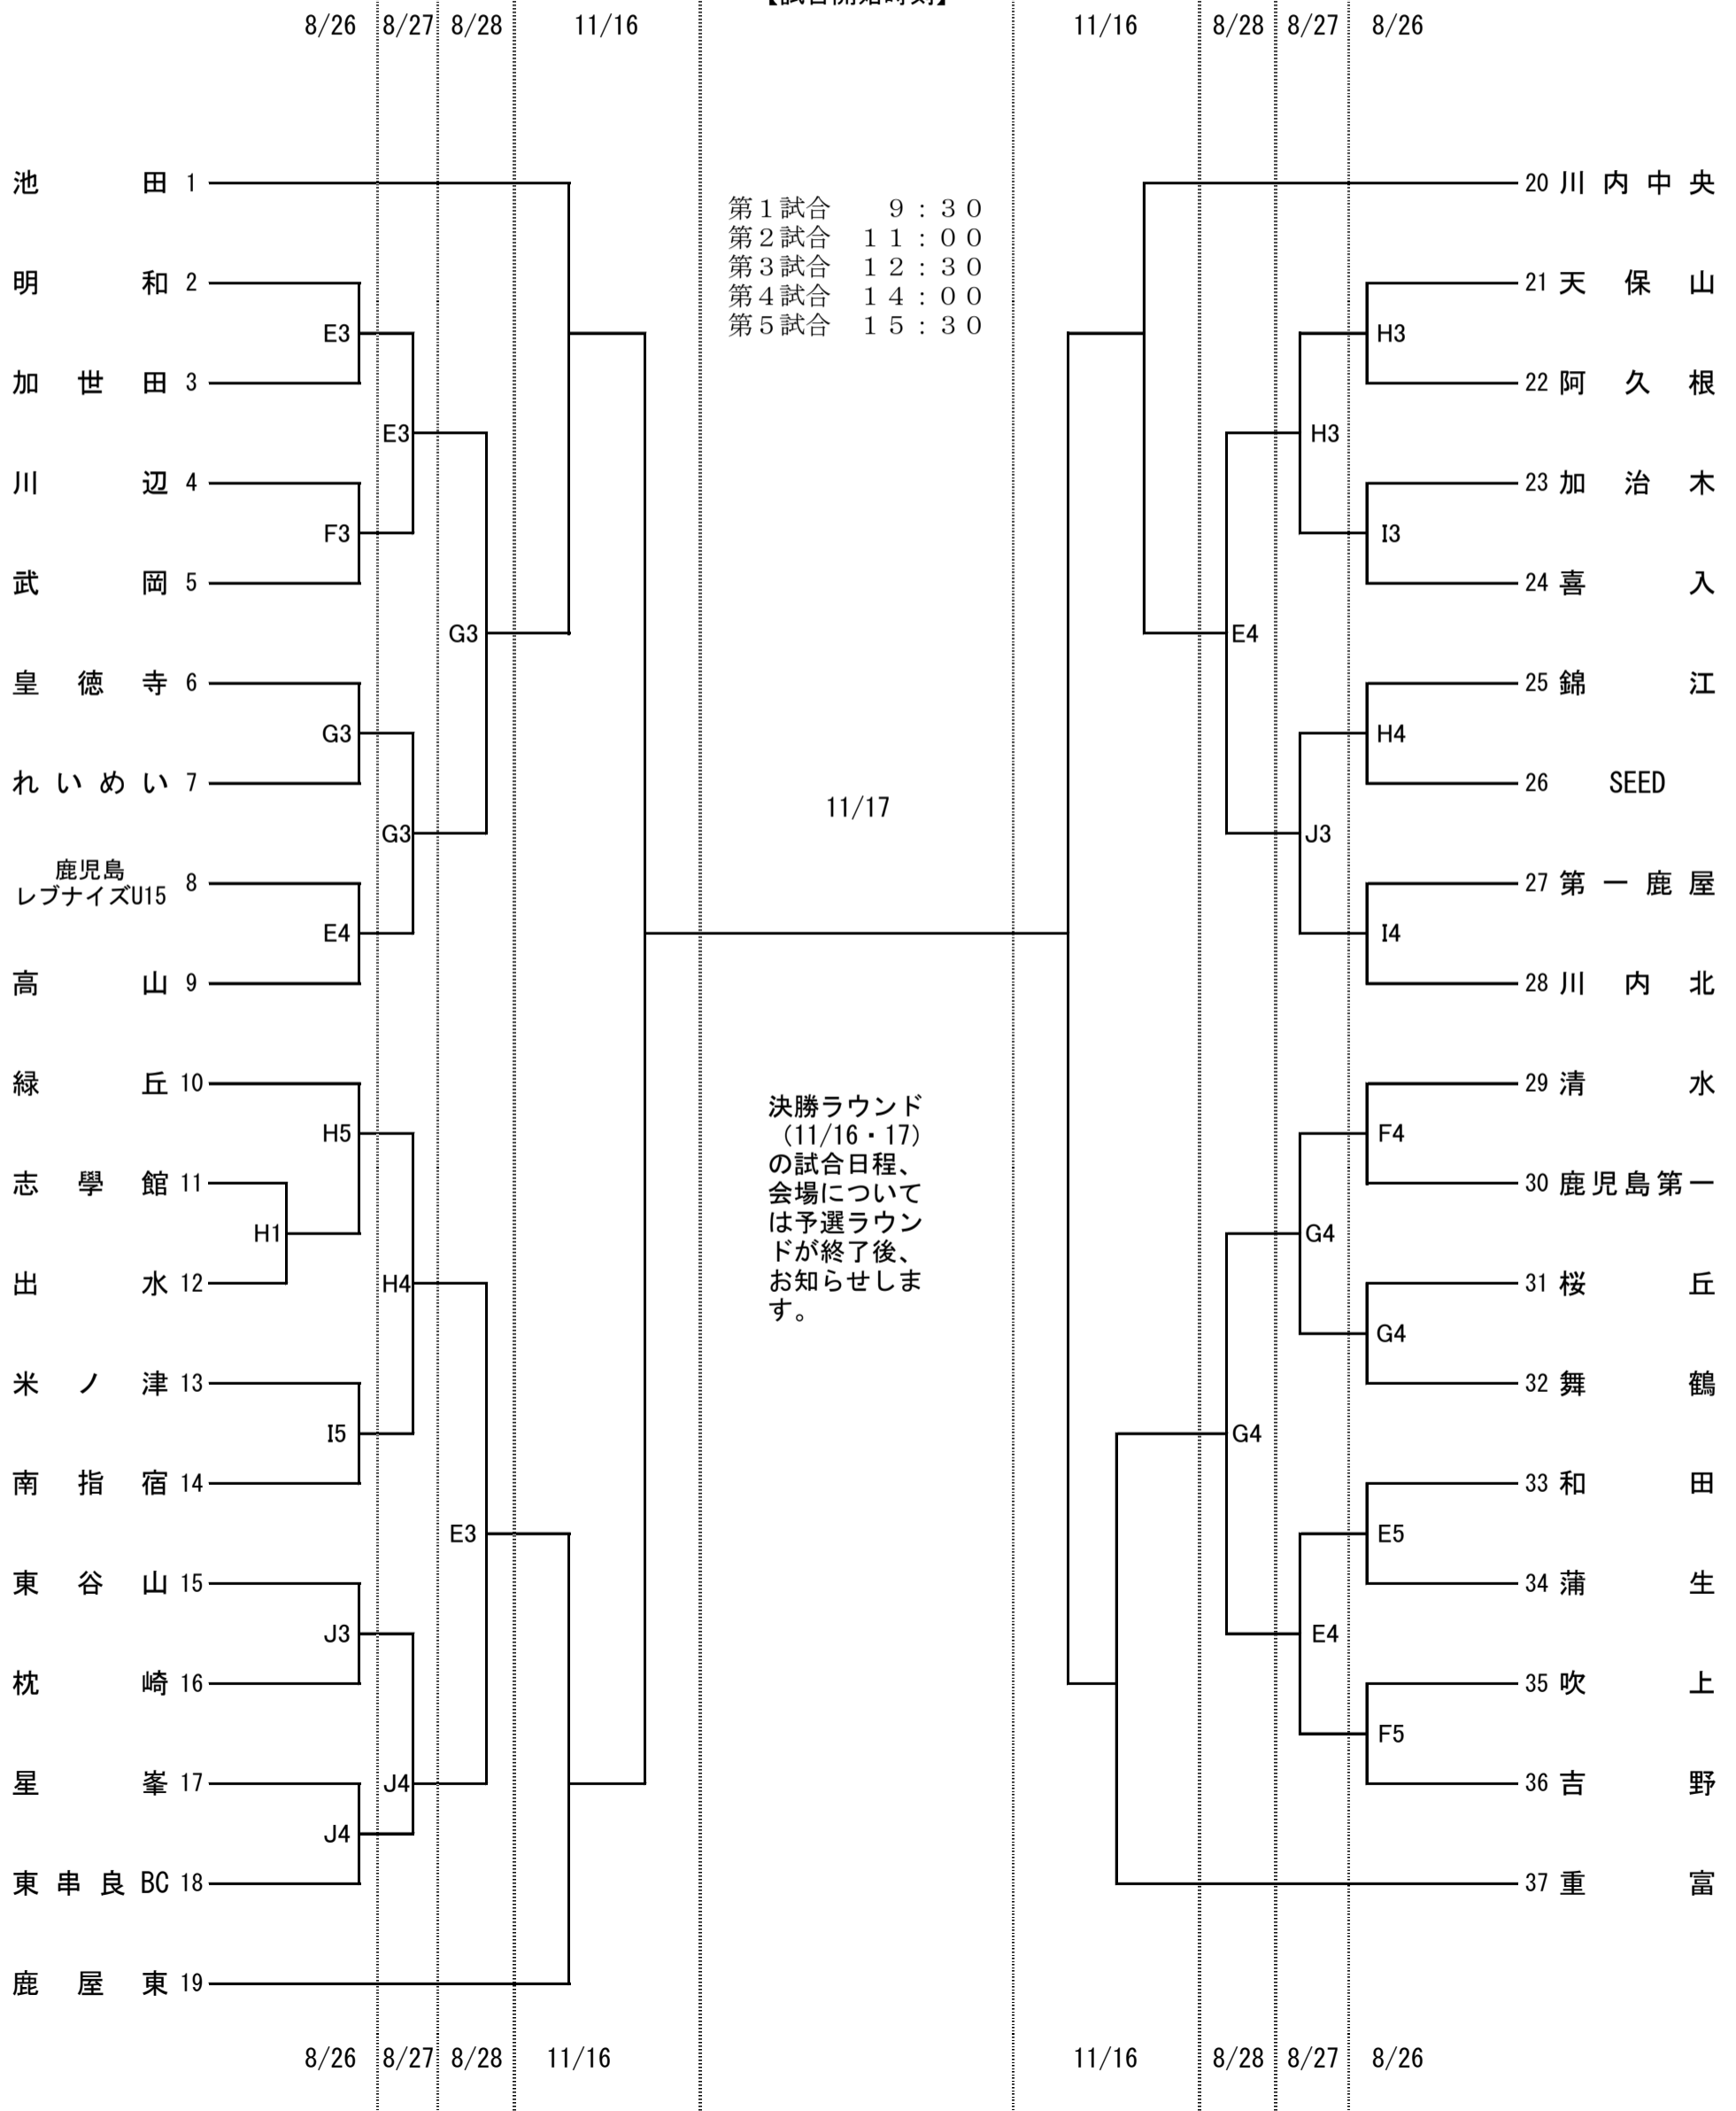 【試合開始時刻】
8/26 8/27 8/28 11/16 11/16 8/28 8/27 8/26
池田 1
明和 2
E3
加世田 3
E3
川辺 4
F3
武岡 5
G3
皇徳寺 6
G3
れいめい 7
G3
鹿児島
レブナイズU15 8
E4
高山 9
緑丘 10
H5
志學館 11
H1
出水 12
H4
米ノ津 13
I5
南指宿 14
E3
東谷山 15
J3
枕崎 16
星峯 17
J4
J4
東串良BC 18
鹿屋東 19
第1試合 9:30
第2試合 11:00
第3試合 12:30
第4試合 14:00
第5試合 15:30
11/17
決勝ラウンド
(11/16・17)
の試合日程、
会場について
は予選ラウン
ドが終了後、
お知らせしま
す。
20 川内中央
21 天保山
H3
22 阿久根
H3
23 加治木
I3
24 喜入
E4
25 錦江
H4
26 SEED
J3
27 第一鹿屋
I4
28 川内北
29 清水
F4
30 鹿児島第一
G4
31 桜丘
G4
32 舞鶴
G4
33 和田
E5
34 蒲生
E4
35 吹上
F5
36 吉野
37 重富
8/26 8/27 8/28 11/16 11/16 8/28 8/27 8/26